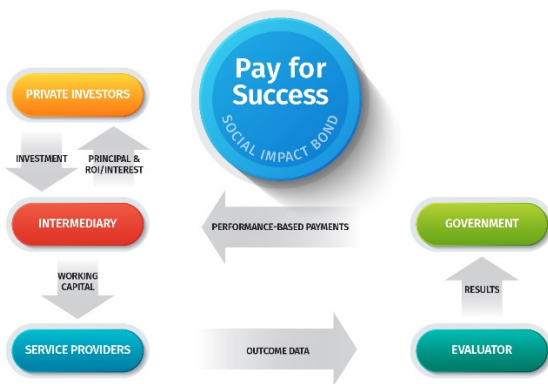 Pay for
Success
SOCIAL IMPACT BOND
PRIVATE INVESTORS
INVESTMENT
PRINCIPAL &
ROI/INTEREST
INTERMEDIARY
PERFORMANCE-BASED PAYMENTS
GOVERNMENT
WORKING
CAPITAL
RESULTS
SERVICE PROVIDERS
OUTCOME DATA
EVALUATOR